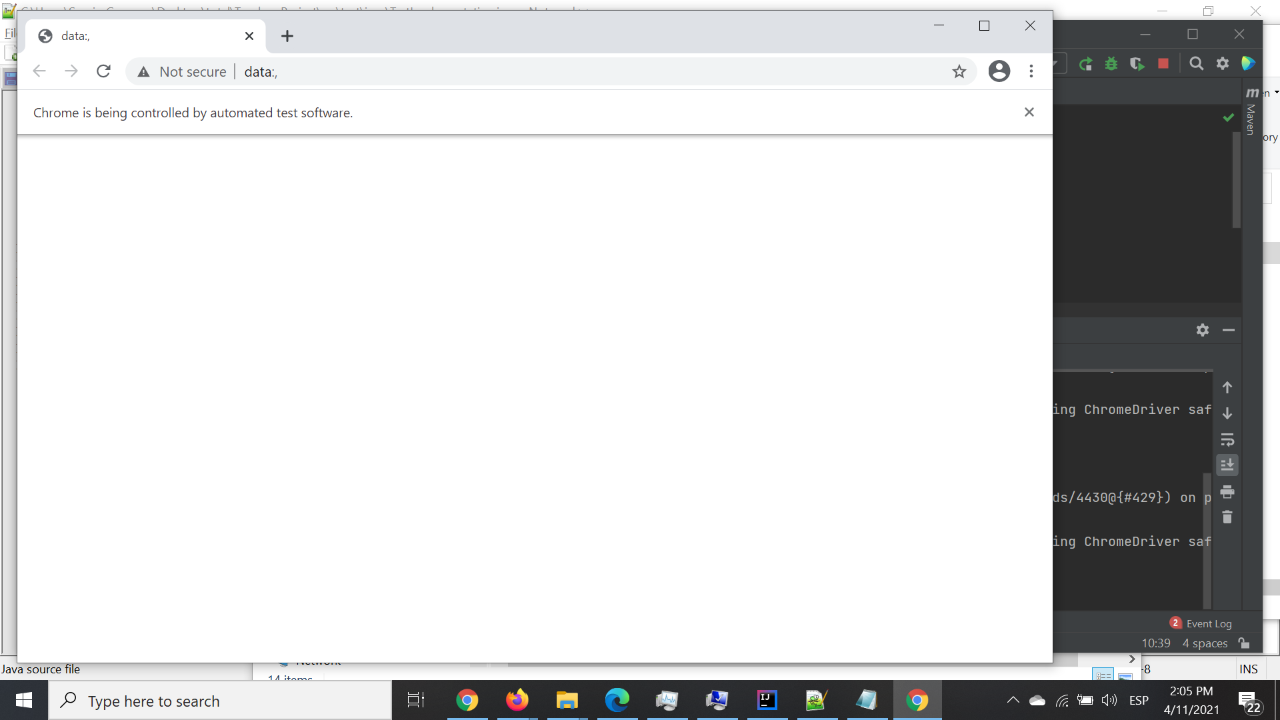 data:,
Not secure
data:,
Chrome is being controlled by automated test software.
Maven
ing ChromeDriver saf
ds/4430@{#429}) on p
ing ChromeDriver saf
2 Event Log
10:39 4 spaces
Java source file
14 items
-8
INS
Type here to search
ESP
2:05 PM
4/11/2021
22